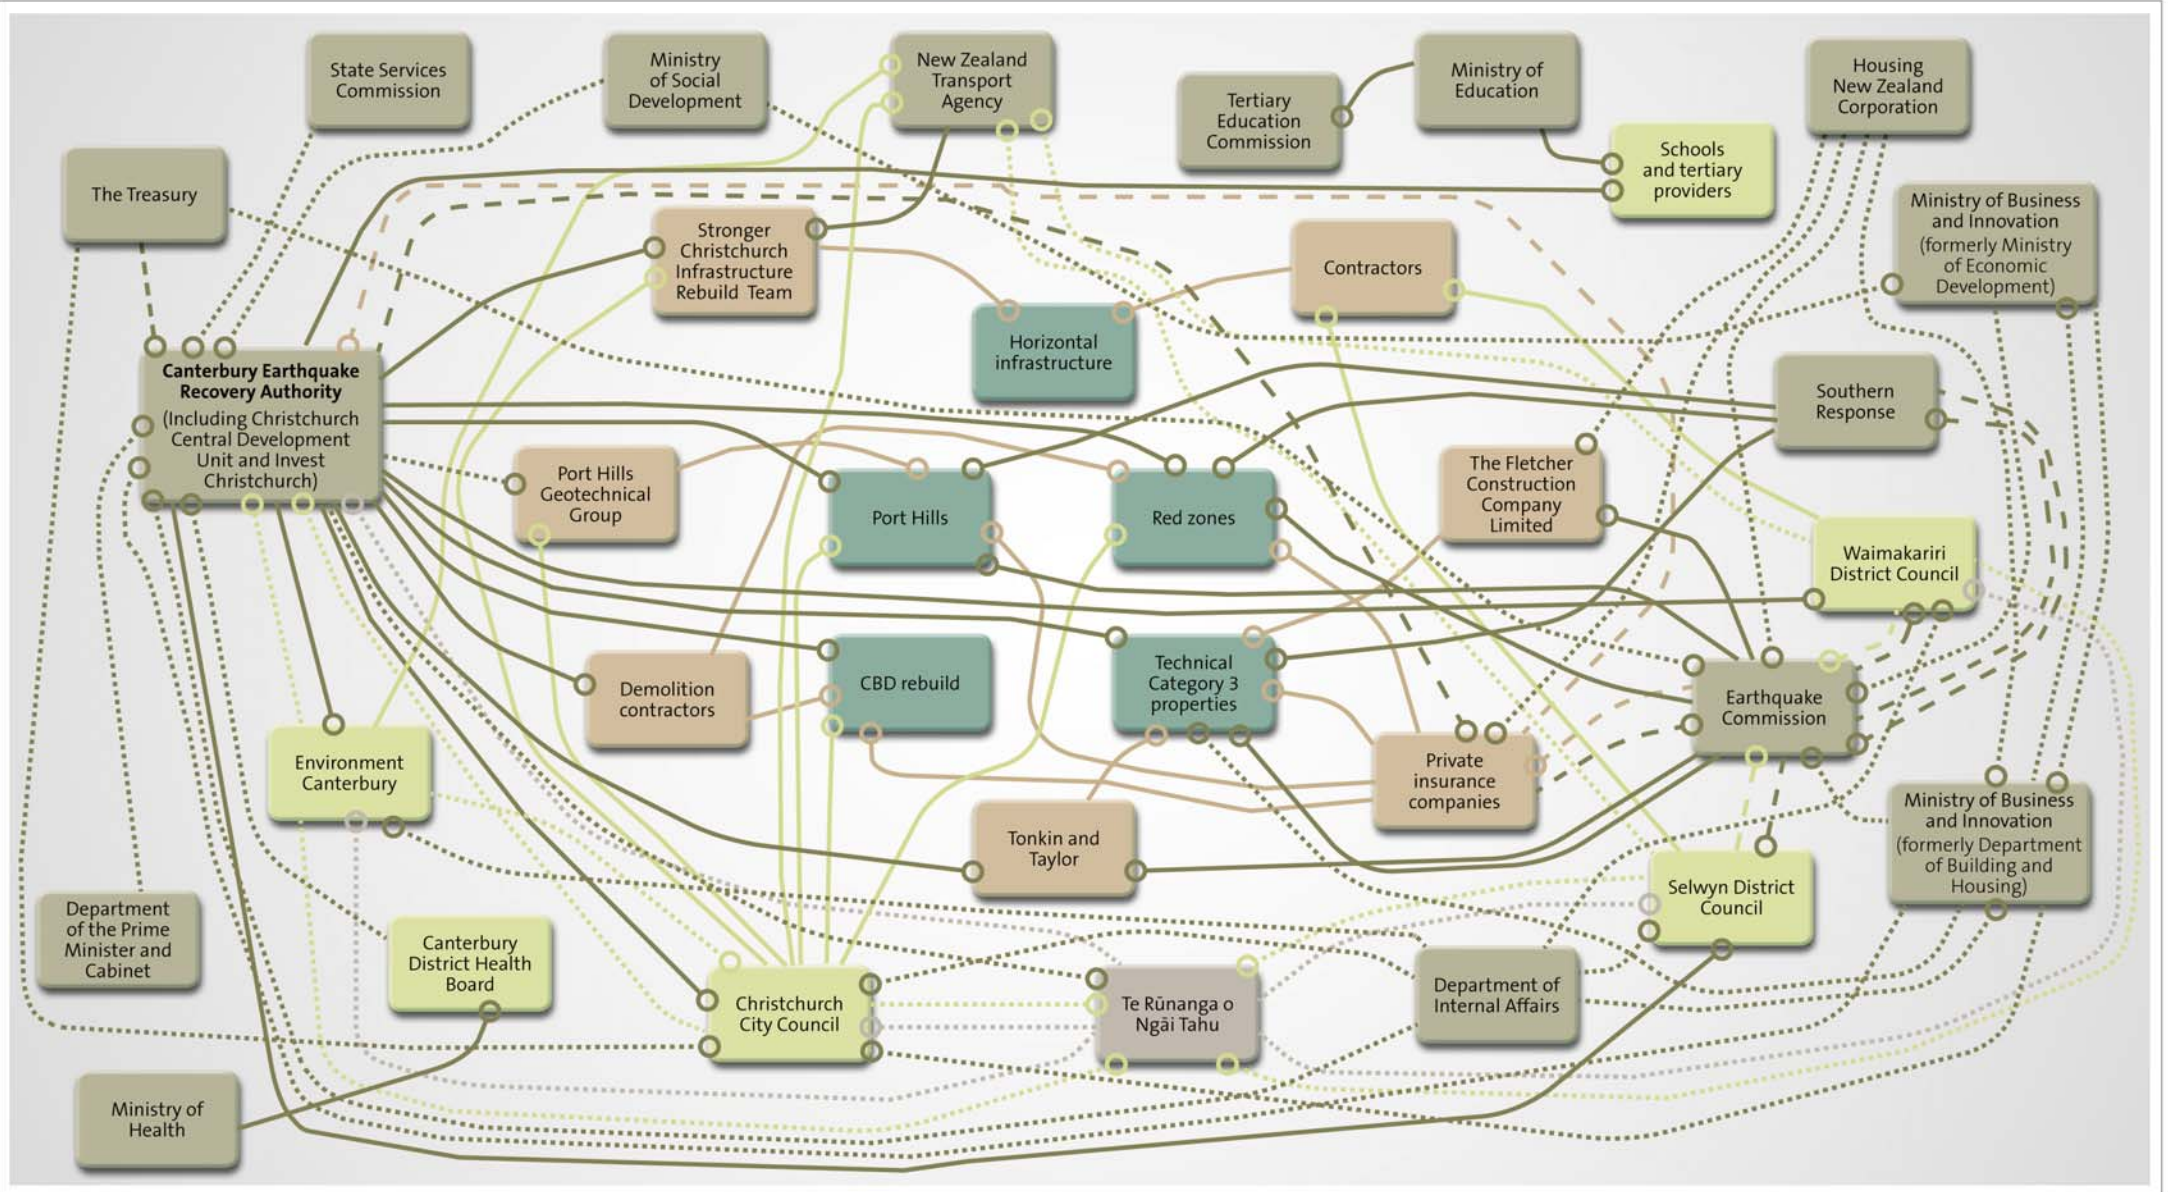 State Services
Commission
Ministry
of Social
Development
New Zealand
Transport
Agency
Tertiary
Education
Commission
Ministry of
Education
Housing
New Zealand
Corporation
Schools
and tertiary
providers
The Treasury
Ministry of Business
and Innovation
(formerly Ministry
of Economic
Development)
Stronger
Christchurch
Infrastructure
Rebuild Team
Contractors
Horizontal
infrastructure
Canterbury Earthquake
Recovery Authority
(Including Christchurch
Central Development
Unit and Invest
Christchurch)
Southern
Response
Port Hills
Geotechnical
Group
Port Hills
Red zones
The Fletcher
Construction
Company
Limited
Waimakariri
District Council
Demolition
contractors
CBD rebuild
Technical
Category 3
properties
Earthquake
Commission
Environment
Canterbury
Private
insurance
companies
Tonkin and
Taylor
Ministry of Business
and Innovation
(formerly Department
of Building and
Housing)
Selwyn District
Council
Department
of the Prime
Minister and
Cabinet
Canterbury
District Health
Board
Christchurch
City Council
Te Rūnanga o
Ngāi Tahu
Department of
Internal Affairs
Ministry of
Health